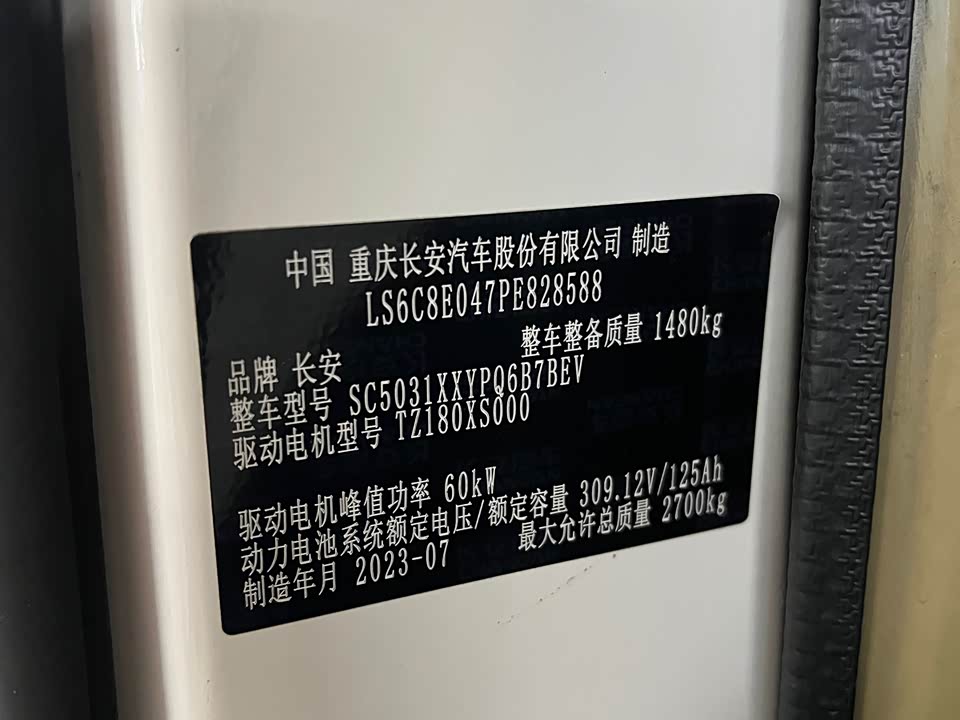 中国 重庆长安汽车股份有限公司 制造
LS6C8E047PE828588
品牌 长安 整车整备质量 1480kg
整车型号 SC5031XXYPQ6B7BEV
驱动电机型号 TZ180XS000
驱动电机峰值功率 60kW
动力电池系统额定电压/额定容量 309.12V/125Ah
制造年月 2023-07 最大允许总质量 2700kg